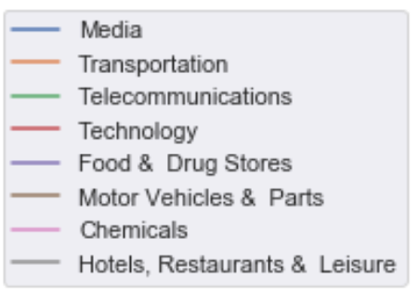 Media
Transportation
Telecommunications
Technology
Food & Drug Stores
Motor Vehicles & Parts
Chemicals
Hotels, Restaurants & Leisure